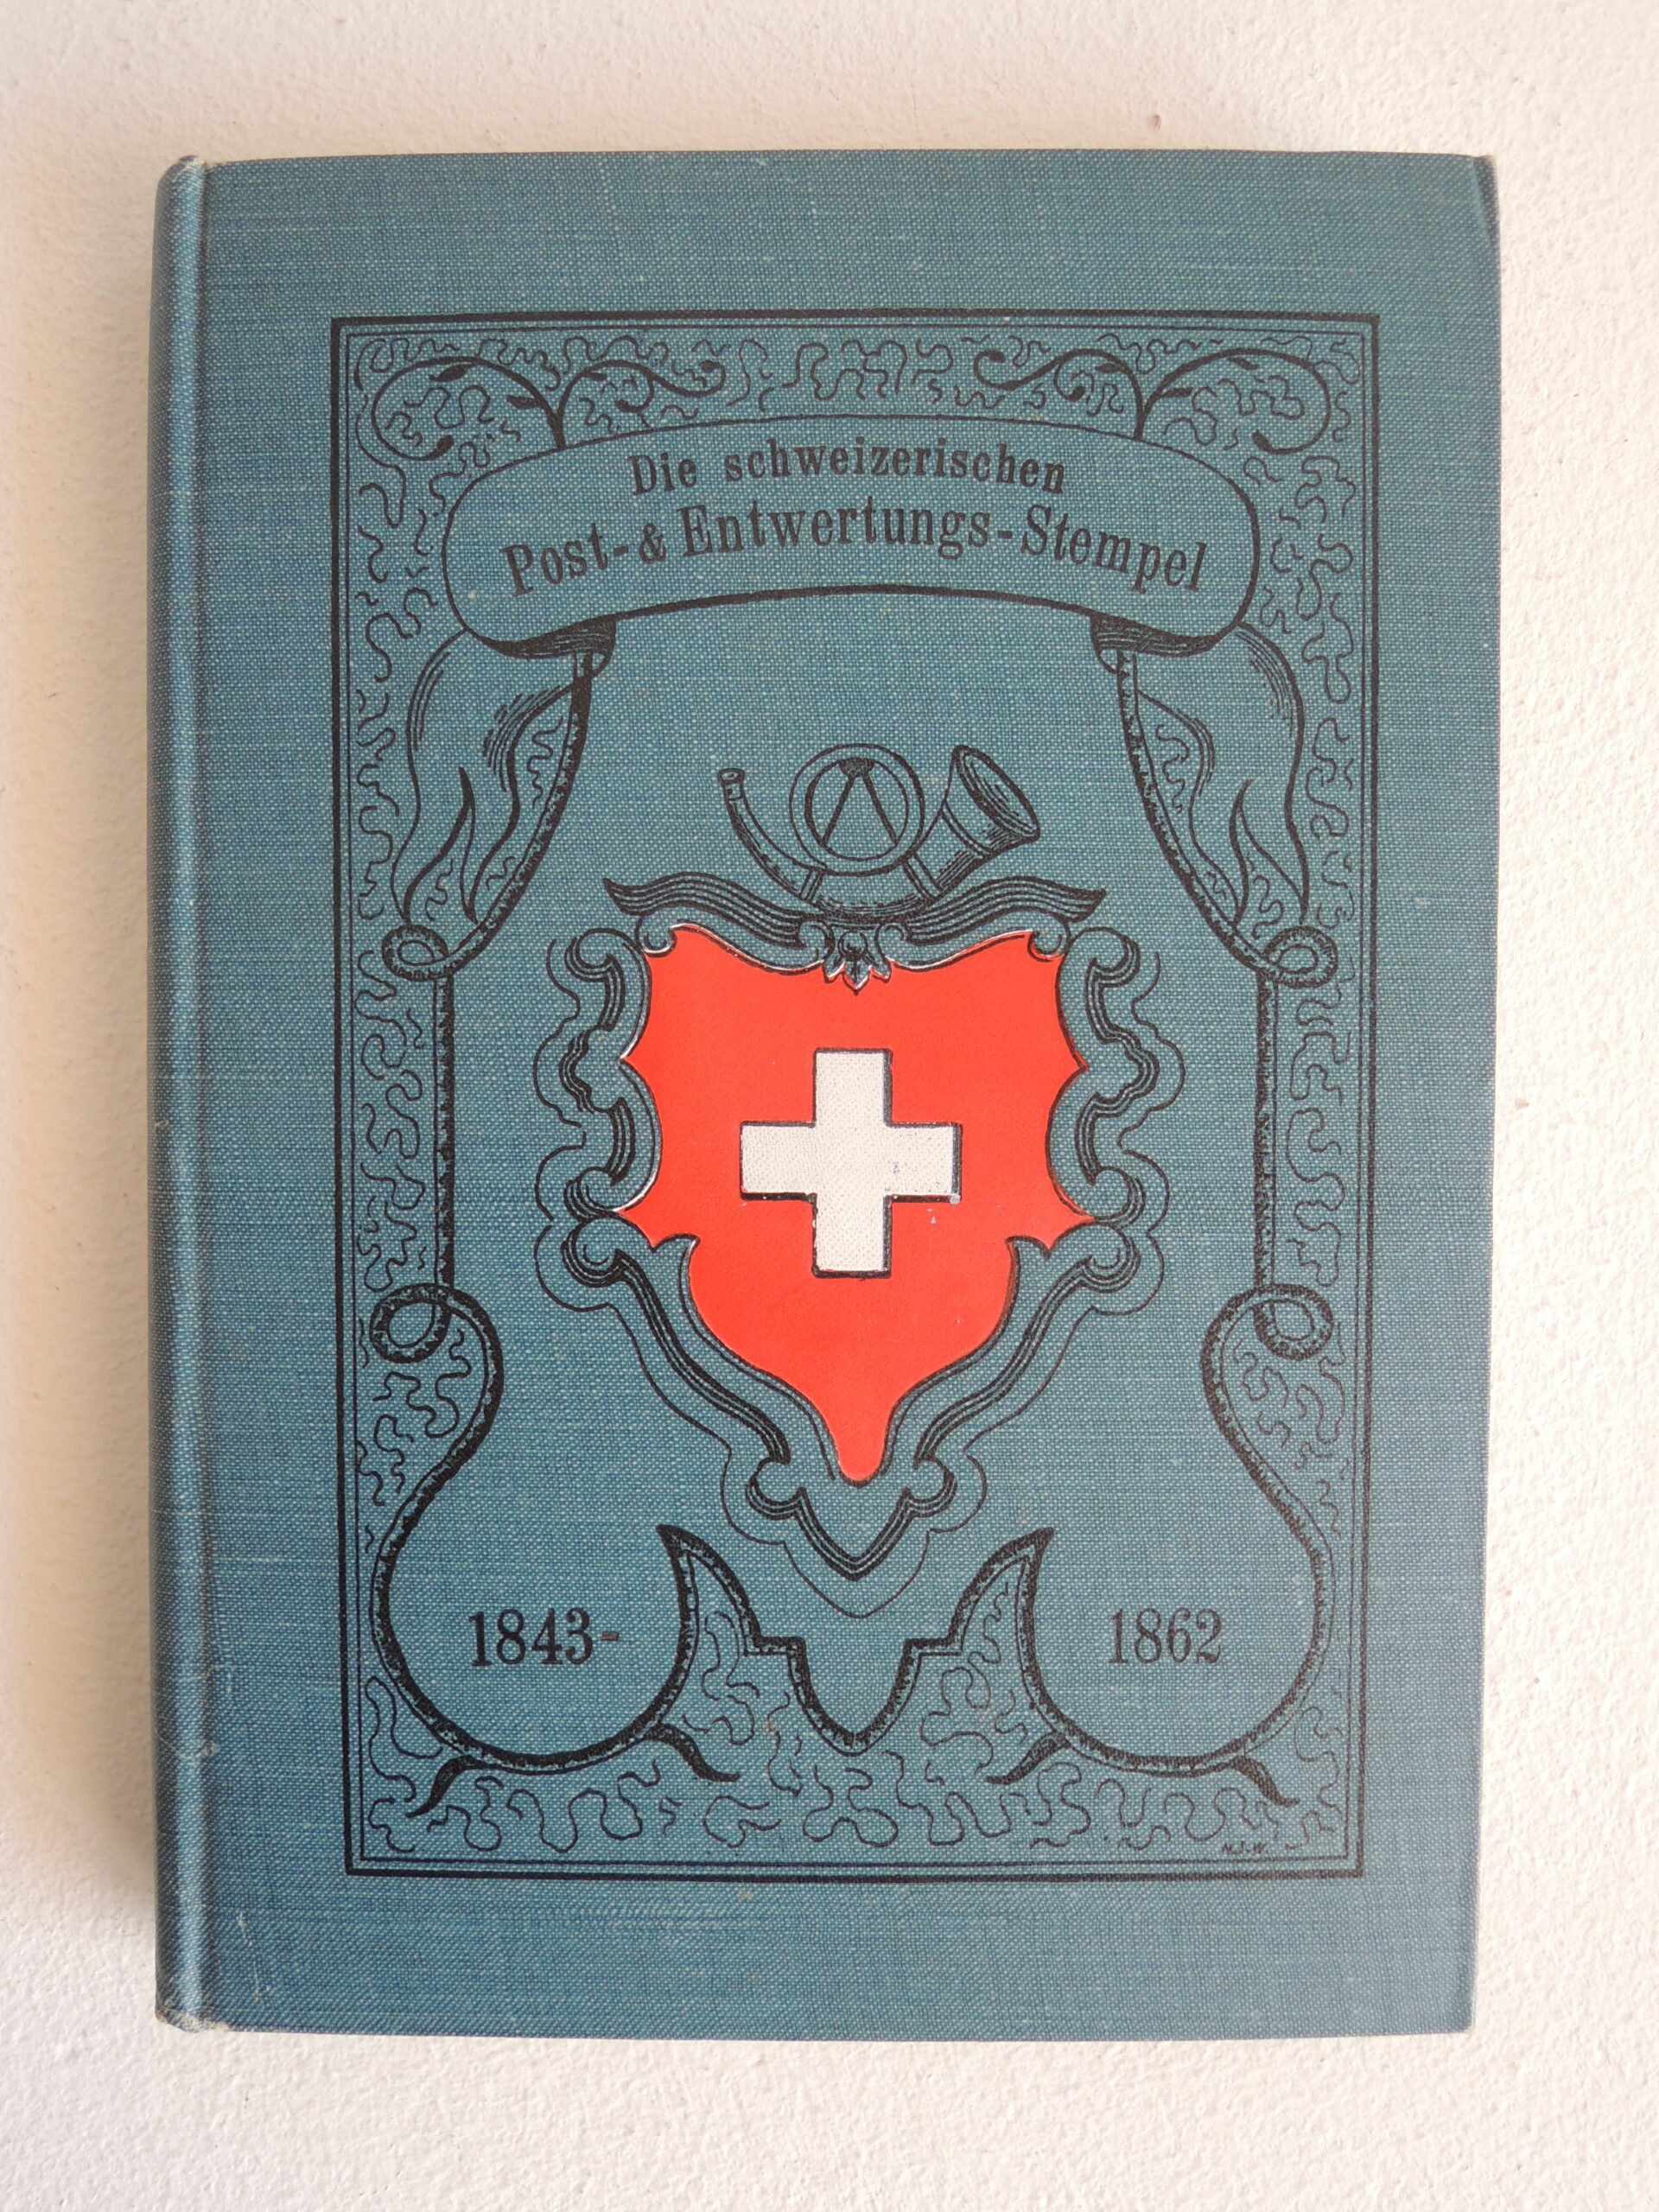 Die schweizerischen
Post- & Entwertungs-Stempel
1843-
1862